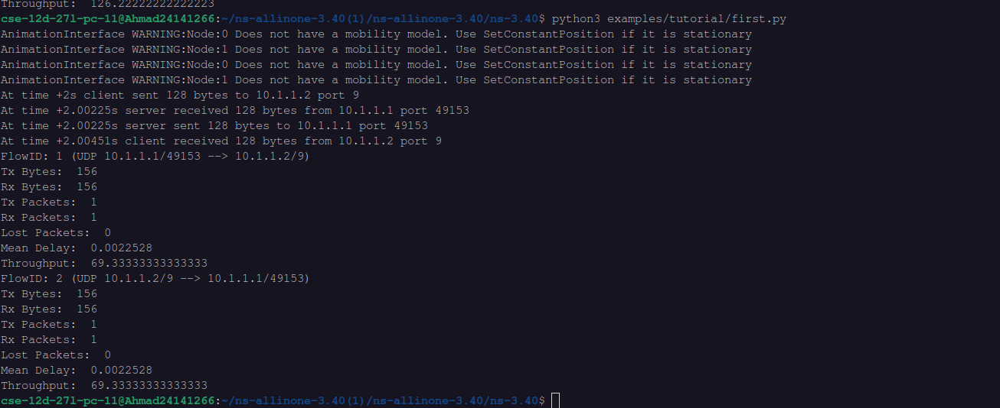 Throughput:  126.22222222222223
cse-12d-27l-pc-11@Ahmad24141266:~/ns-allinone-3.40(1)/ns-allinone-3.40/ns-3.40$ python3 examples/tutorial/first.py
AnimationInterface WARNING:Node:0 Does not have a mobility model. Use SetConstantPosition if it is stationary
AnimationInterface WARNING:Node:1 Does not have a mobility model. Use SetConstantPosition if it is stationary
AnimationInterface WARNING:Node:0 Does not have a mobility model. Use SetConstantPosition if it is stationary
AnimationInterface WARNING:Node:1 Does not have a mobility model. Use SetConstantPosition if it is stationary
At time +2s client sent 128 bytes to 10.1.1.2 port 9
At time +2.00225s server received 128 bytes from 10.1.1.1 port 49153
At time +2.00225s server sent 128 bytes to 10.1.1.1 port 49153
At time +2.00451s client received 128 bytes from 10.1.1.2 port 9
FlowID: 1 (UDP 10.1.1.1/49153 --> 10.1.1.2/9)
Tx Bytes:  156
Rx Bytes:  156
Tx Packets:  1
Rx Packets:  1
Lost Packets:  0
Mean Delay:  0.0022528
Throughput:  69.33333333333333
FlowID: 2 (UDP 10.1.1.2/9 --> 10.1.1.1/49153)
Tx Bytes:  156
Rx Bytes:  156
Tx Packets:  1
Rx Packets:  1
Lost Packets:  0
Mean Delay:  0.0022528
Throughput:  69.33333333333333
cse-12d-27l-pc-11@Ahmad24141266:~/ns-allinone-3.40(1)/ns-allinone-3.40/ns-3.40$